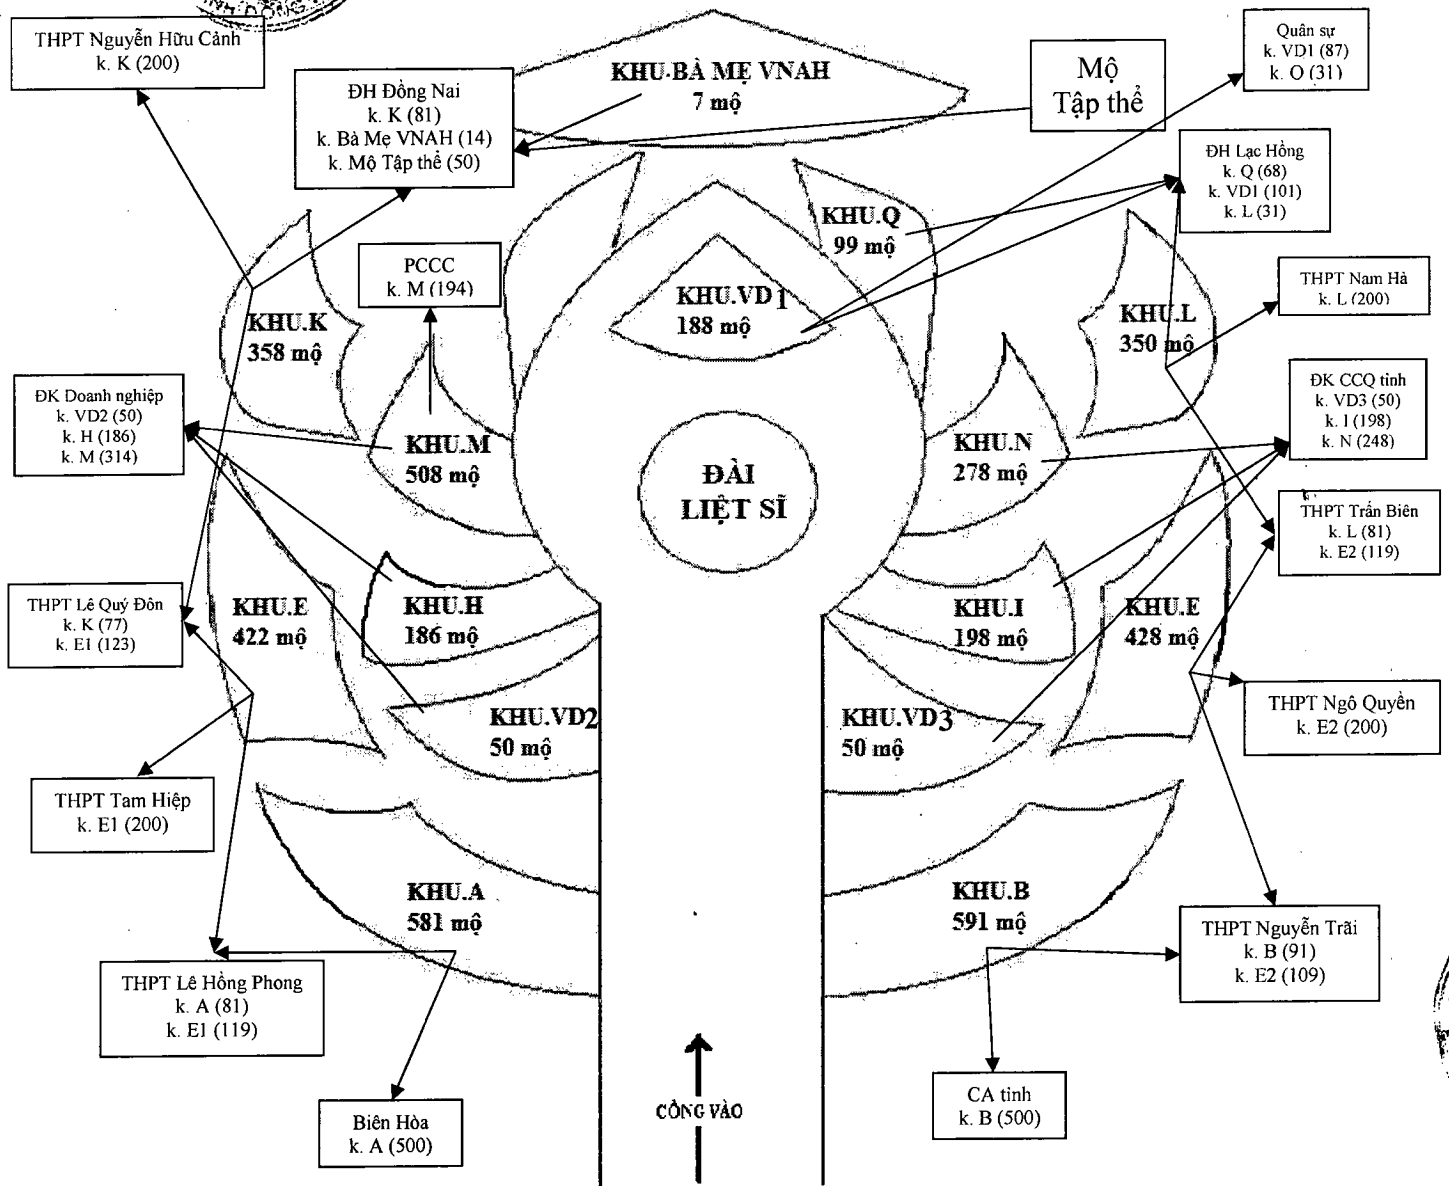 THPT Nguyễn Hữu Cảnh
k. K (200)
ĐH Đồng Nai
k. K (81)
k. Bà Mẹ VNAH (14)
k. Mộ Tập thể (50)
KHU.BÀ MẸ VNAH
7 mộ
Mộ
Tập thể
Quân sự
k. VD1 (87)
k. O (31)
ĐH Lạc Hồng
k. Q (68)
k. VD1 (101)
k. L (31)
KHU.Q
99 mộ
PCCC
k. M (194)
KHU.VD1
188 mộ
THPT Nam Hà
k. L (200)
KHU.K
358 mộ
KHU.L
350 mộ
ĐK Doanh nghiệp
k. VD2 (50)
k. H (186)
k. M (314)
ĐK CCQ tỉnh
k. VD3 (50)
k. I (198)
k. N (248)
KHU.M
508 mộ
KHU.N
278 mộ
ĐÀI
LIỆT SĨ
THPT Trấn Biên
k. L (81)
k. E2 (119)
THPT Lê Quý Đôn
k. K (77)
k. E1 (123)
KHU.E
422 mộ
KHU.H
186 mộ
KHU.I
198 mộ
KHU.E
428 mộ
KHU.VD2
50 mộ
KHU.VD3
50 mộ
THPT Ngô Quyền
k. E2 (200)
THPT Tam Hiệp
k. E1 (200)
KHU.A
581 mộ
KHU.B
591 mộ
THPT Nguyễn Trãi
k. B (91)
k. E2 (109)
THPT Lê Hồng Phong
k. A (81)
k. E1 (119)
Biên Hòa
k. A (500)
CỔNG VÀO
CA tỉnh
k. B (500)